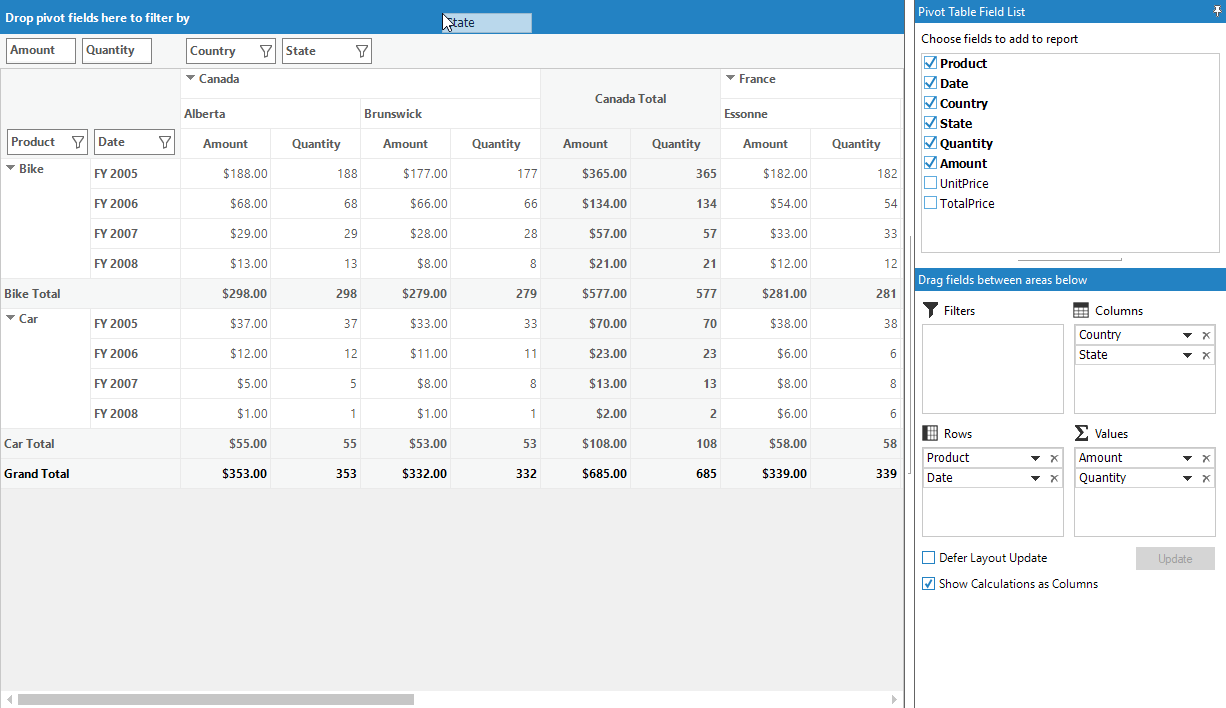 Drop pivot fields here to filter by
State
Amount Quantity Country State
Canada Canada Total France
Alberta Brunswick Essonne
Product Date Amount Quantity Amount Quantity Amount Quantity Amount Quantity
Bike FY 2005 $188.00 188 $177.00 177 $365.00 365 $182.00 182
FY 2006 $68.00 68 $66.00 66 $134.00 134 $54.00 54
FY 2007 $29.00 29 $28.00 28 $57.00 57 $33.00 33
FY 2008 $13.00 13 $8.00 8 $21.00 21 $12.00 12
Bike Total $298.00 298 $279.00 279 $577.00 577 $281.00 281
Car FY 2005 $37.00 37 $33.00 33 $70.00 70 $38.00 38
FY 2006 $12.00 12 $11.00 11 $23.00 23 $6.00 6
FY 2007 $5.00 5 $8.00 8 $13.00 13 $8.00 8
FY 2008 $1.00 1 $1.00 1 $2.00 2 $6.00 6
Car Total $55.00 55 $53.00 53 $108.00 108 $58.00 58
Grand Total $353.00 353 $332.00 332 $685.00 685 $339.00 339
Pivot Table Field List
Choose fields to add to report
Product
Date
Country
State
Quantity
Amount
UnitPrice
TotalPrice
Drag fields between areas below
Filters
Columns
Country
State
Rows
Product
Date
Values
Amount
Quantity
Defer Layout Update
Update
Show Calculations as Columns